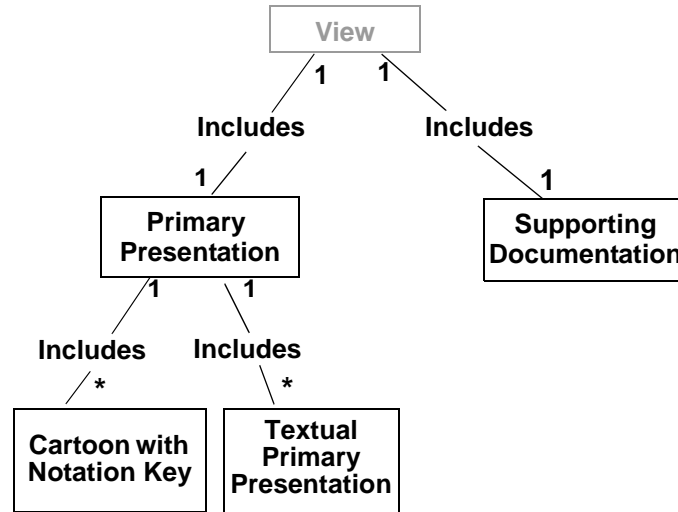 View
1
1
Includes
Includes
1
1
Primary
Presentation
Supporting
Documentation
1
1
Includes
Includes
*
*
Cartoon with
Notation Key
Textual
Primary
Presentation